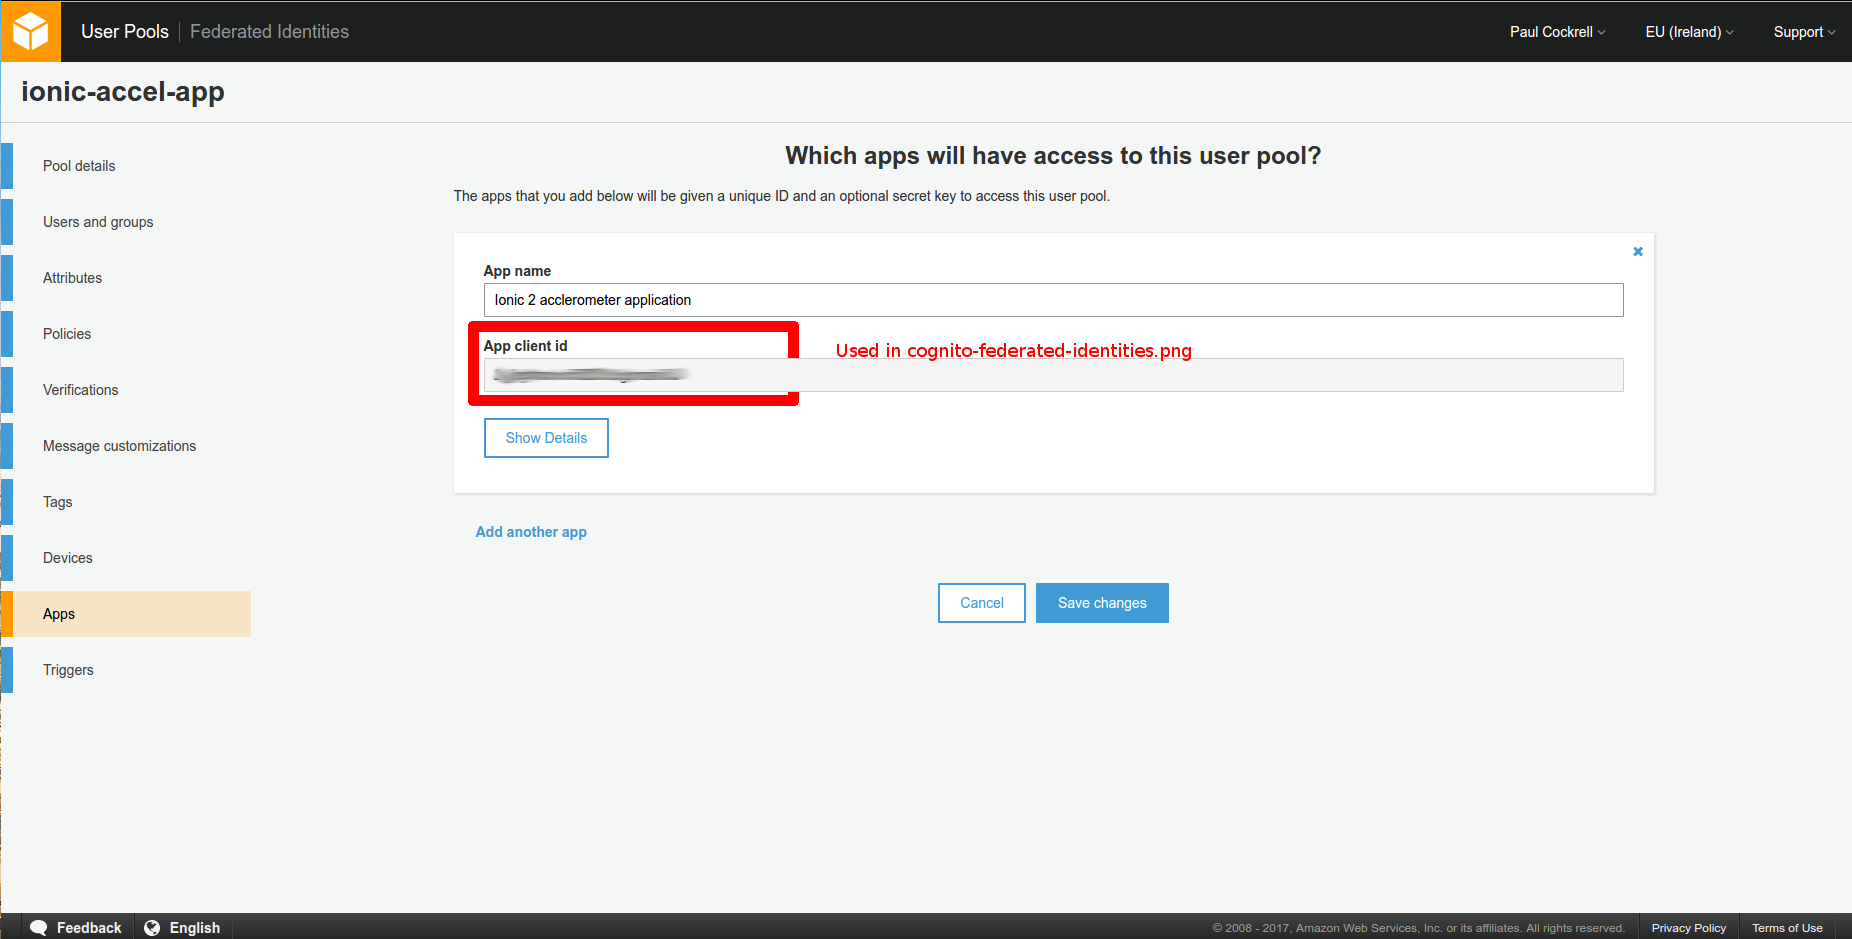 User Pools
Federated Identities
Paul Cockrell
EU (Ireland)
Support
ionic-accel-app
Pool details
Users and groups
Attributes
Policies
Verifications
Message customizations
Tags
Devices
Apps
Triggers
Which apps will have access to this user pool?
The apps that you add below will be given a unique ID and an optional secret key to access this user pool.
App name
Ionic 2 acclerometer application
App client id
Used in cognito-federated-identities.png
Show Details
Add another app
Cancel
Save changes
Feedback
English
© 2008 - 2017, Amazon Web Services, Inc. or its affiliates. All rights reserved.
Privacy Policy
Terms of Use